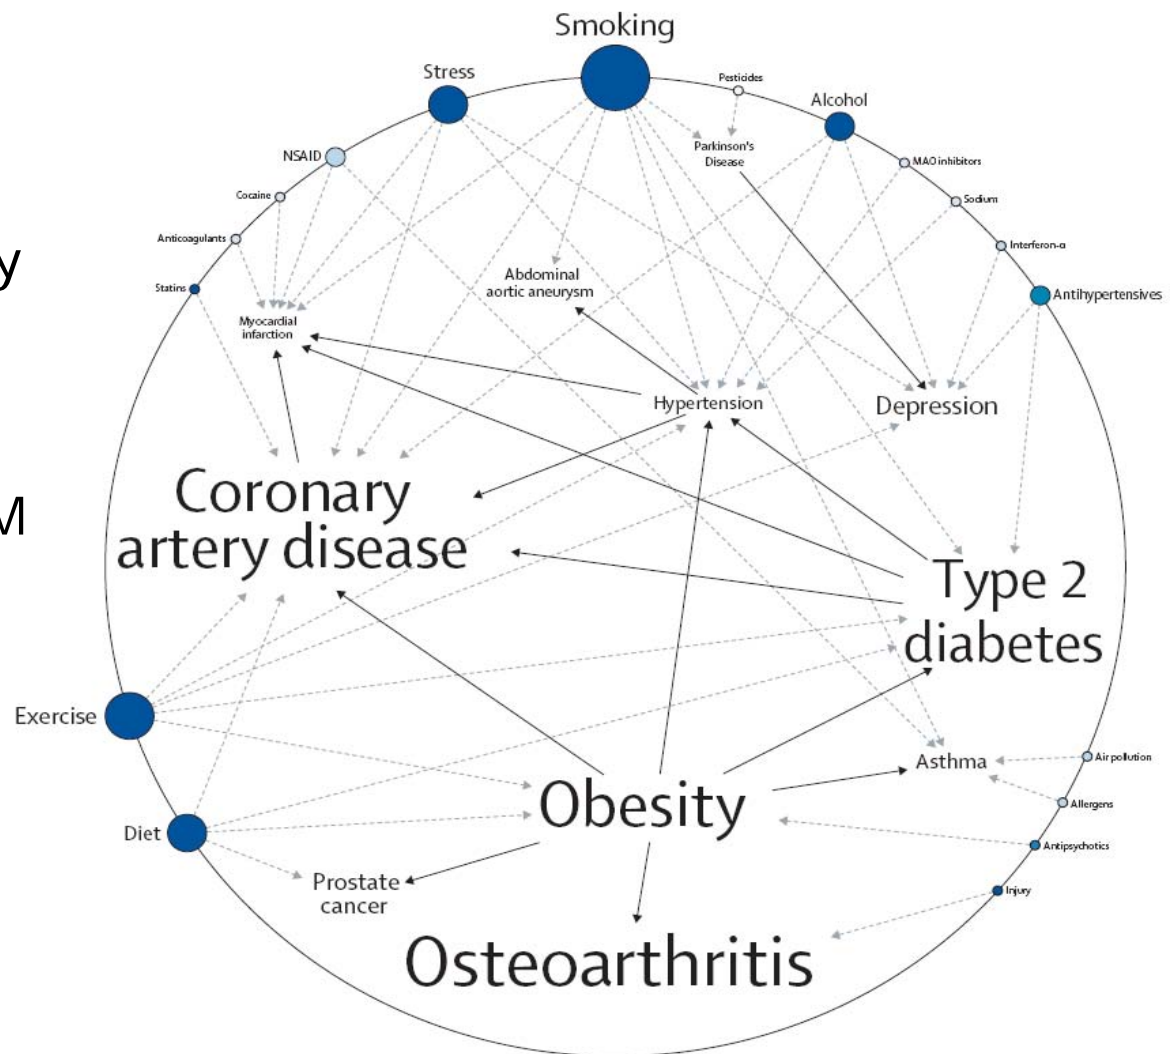 Smoking
Stress
Pesticides
Alcohol
NSAID
Parkinson's
Disease
MAO inhibitors
Cocaine
Sodium
Anticoagulants
Interferon-α
y
Abdominal
aortic aneurysm
Statins
Antihypertensives
Myocardial
infarction
Hypertension
Depression
Coronary
artery disease
M
Type 2
diabetes
Exercise
Asthma
Air pollution
Obesity
Allergens
Diet
Antipsychotics
Prostate
cancer
Injury
Osteoarthritis